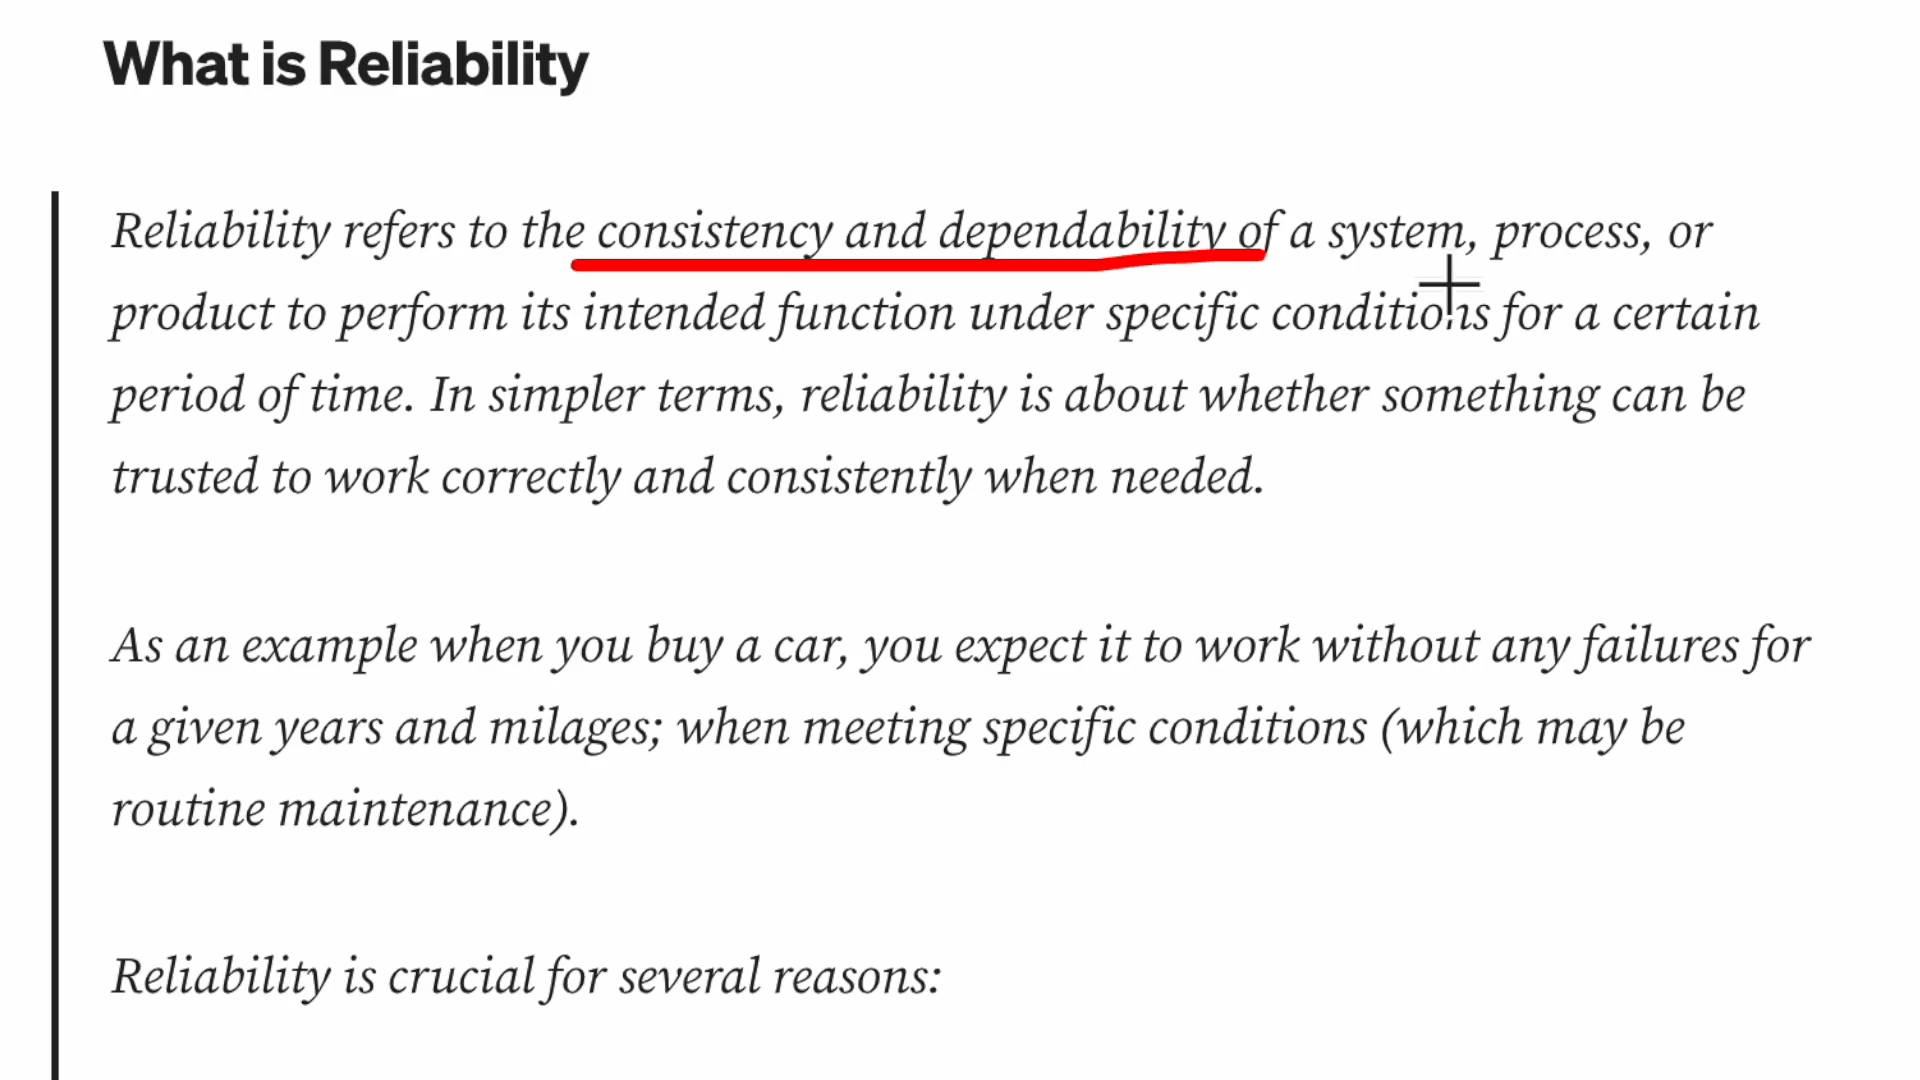 What is Reliability
Reliability refers to the consistency and dependability of a system, process, or
product to perform its intended function under specific conditions for a certain
period of time. In simpler terms, reliability is about whether something can be
trusted to work correctly and consistently when needed.
As an example when you buy a car, you expect it to work without any failures for
a given years and milages; when meeting specific conditions (which may be
routine maintenance).
Reliability is crucial for several reasons: